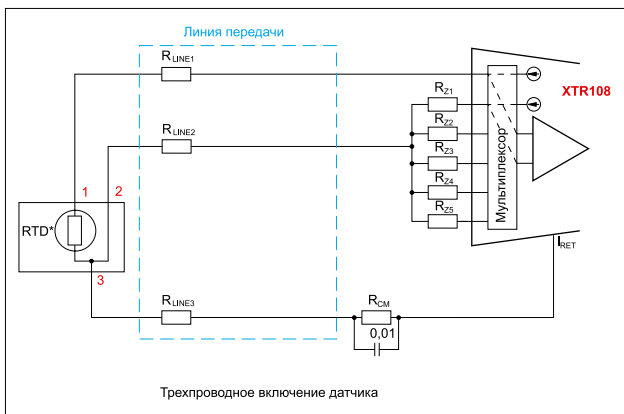 Линия передачи
R_LINE1
XTR108
R_Z1
R_LINE2
R_Z2
R_Z3
R_Z4
R_Z5
Мультиплексор
1
2
RTD*
3
I_RET
R_LINE3
R_CM
0,01
Трехпроводное включение датчика